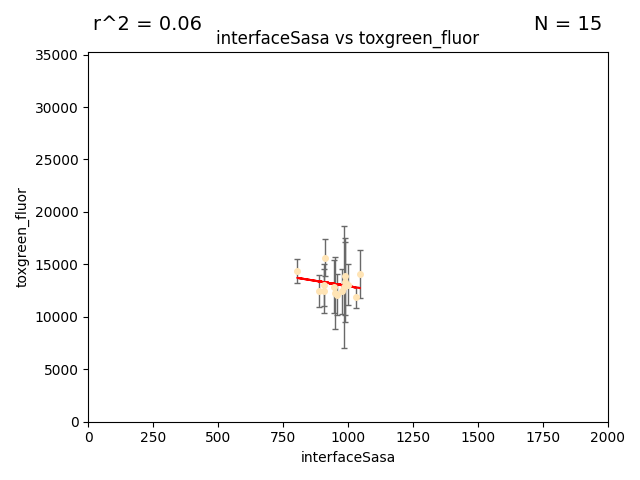 r^2 = 0.06
N = 15
interfaceSasa vs toxgreen_fluor
35000
30000
25000
20000
15000
10000
5000
0
toxgreen_fluor
0 250 500 750 1000 1250 1500 1750 2000
interfaceSasa